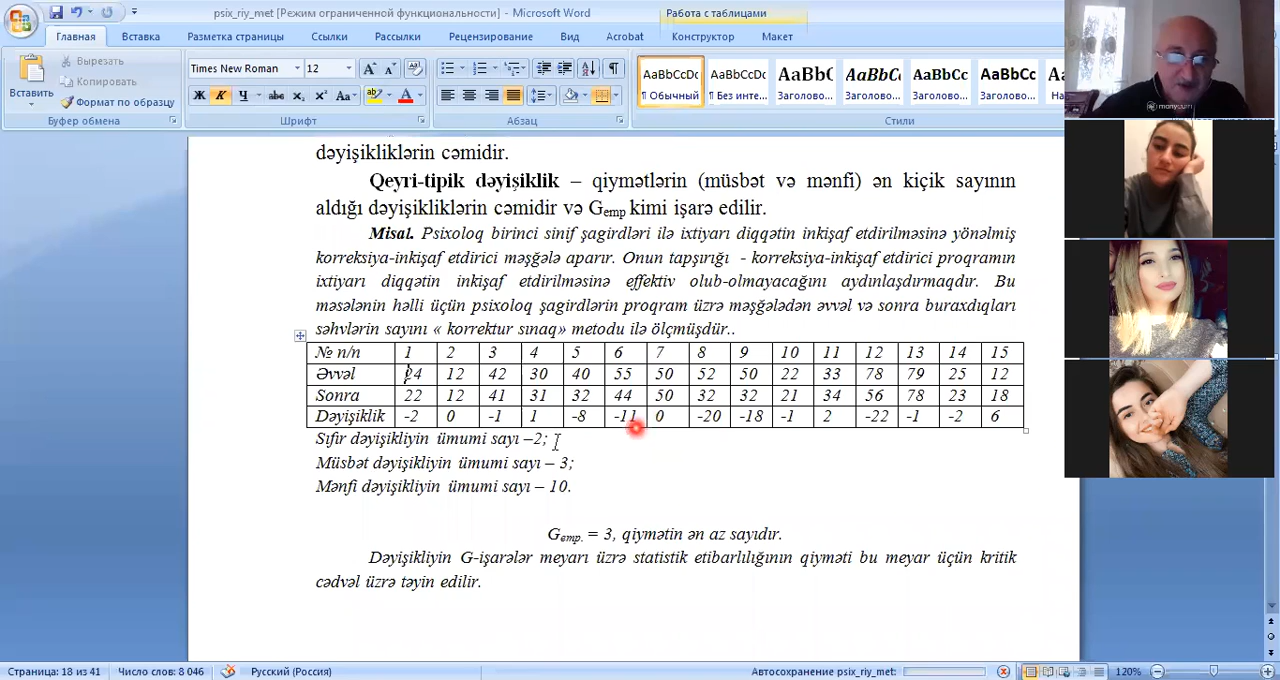 psix_riy_met [Режим ограниченной функциональности] - Microsoft Word
Работа с таблицами
Главная Вставка Разметка страницы Ссылки Рассылки Рецензирование Вид Acrobat Конструктор Макет
Вставить
Вырезать
Копировать
Формат по образцу
Буфер обмена
Times New Roman 12
Ж К Ч abc x₂ x² Aa
Шрифт
Абзац
AaBbCcDc AaBbCcDc AaBbC AaBbCc AaBbCc AaBbCc
¶ Обычный ¶ Без инте... Заголово... Заголово... Заголово... Заголово...
Стили
manycam
dəyişikliklərin cəmidir.
Qeyri-tipik dəyişiklik – qiymətlərin (müsbət və mənfi) ən kiçik sayının
aldığı dəyişikliklərin cəmidir və Gemp kimi işarə edilir.
Misal. Psixoloq birinci sinif şagirdləri ilə ixtiyarı diqqətin inkişaf etdirilməsinə yönəlmiş
korreksiya-inkişaf etdirici məşğələ aparır. Onun tapşırığı - korreksiya-inkişaf etdirici proqramın
ixtiyarı diqqətin inkişaf etdirilməsinə effektiv olub-olmayacağını aydınlaşdırmaqdır. Bu
məsələnin həlli üçün psixoloq şagirdlərin proqram üzrə məşğələdən əvvəl və sonra buraxdıqları
səhvlərin sayını « korrektur sınaq» metodu ilə ölçmüşdür..
№ n/n 1 2 3 4 5 6 7 8 9 10 11 12 13 14 15
Əvvəl 24 12 42 30 40 55 50 52 50 22 33 78 79 25 12
Sonra 22 12 41 31 32 44 50 32 32 21 34 56 78 23 18
Dəyişiklik -2 0 -1 1 -8 -11 0 -20 -18 -1 2 -22 -1 -2 6
Sıfır dəyişikliyin ümumi sayı –2;
Müsbət dəyişikliyin ümumi sayı – 3;
Mənfi dəyişikliyin ümumi sayı – 10.
Gemp. = 3, qiymətin ən az sayıdır.
Dəyişikliyin G-işarələr meyarı üzrə statistik etibarlılığının qiyməti bu meyar üçün kritik
cədvəl üzrə təyin edilir.
Страница: 18 из 41 Число слов: 8 046 Русский (Россия) Автосохранение psix_riy_met: 120%